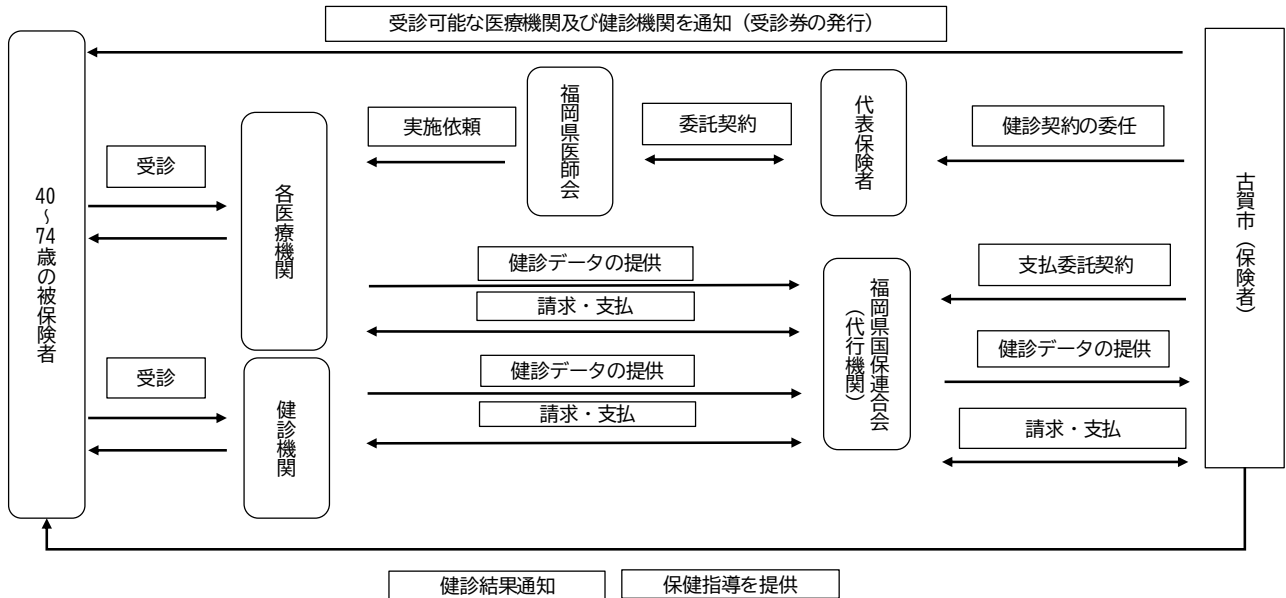 受診可能な医療機関及び健診機関を通知（受診券の発行）
40～74歳の被保険者
受診
各医療機関
実施依頼
福岡県医師会
委託契約
代表保険者
健診契約の委任
古賀市（保険者）
健診データの提供
請求・支払
福岡県国保連合会
（代行機関）
支払委託契約
受診
健診機関
健診データの提供
請求・支払
健診データの提供
請求・支払
健診結果通知
保健指導を提供